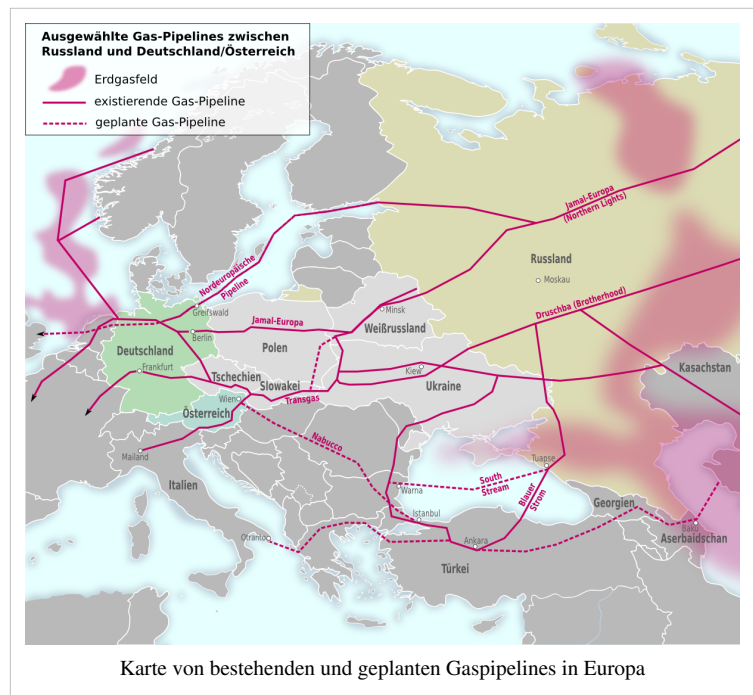 Ausgewählte Gas-Pipelines zwischen
Russland und Deutschland/Österreich
Erdgasfeld
existierende Gas-Pipeline
geplante Gas-Pipeline
Jamal-Europa
(Northern Lights)
Nordeuropäische
Pipeline
Russland
Moskau
Greifswald
Druschba (Brotherhood)
Minsk
Jamal-Europa
Weißrussland
Berlin
Deutschland
Polen
Frankfurt
Kasachstan
Kiew
Tschechien
Slowakei
Ukraine
Transgas
Wien
Österreich
Nabucco
Mailand
Tuapse
South
Stream
Italien
Warna
Blauer
Strom
Georgien
Istanbul
Baku
Otranto
Ankara
Aserbaidschan
Türkei
Karte von bestehenden und geplanten Gaspipelines in Europa